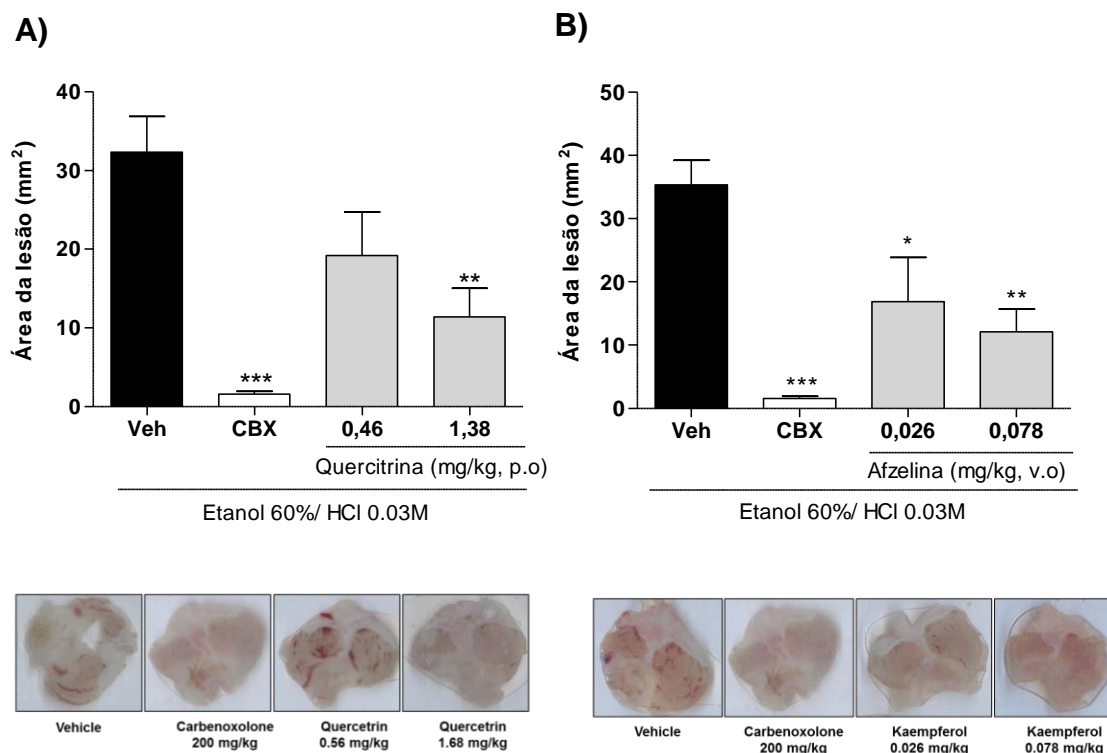 A)
Área da lesão (mm²)
40
30
20
10
0
***
**
Veh CBX 0,46 1,38
Quercitrina (mg/kg, p.o)
Etanol 60%/ HCl 0.03M
Vehicle
Carbenoxolone
200 mg/kg
Quercetrin
0.56 mg/kg
Quercetrin
1.68 mg/kg
B)
Área da lesão (mm²)
50
40
30
20
10
0
***
*
**
Veh CBX 0,026 0,078
Afzelina (mg/kg, v.o)
Etanol 60%/ HCl 0.03M
Vehicle
Carbenoxolone
200 mg/kg
Kaempferol
0.026 mg/kg
Kaempferol
0.078 mg/kg